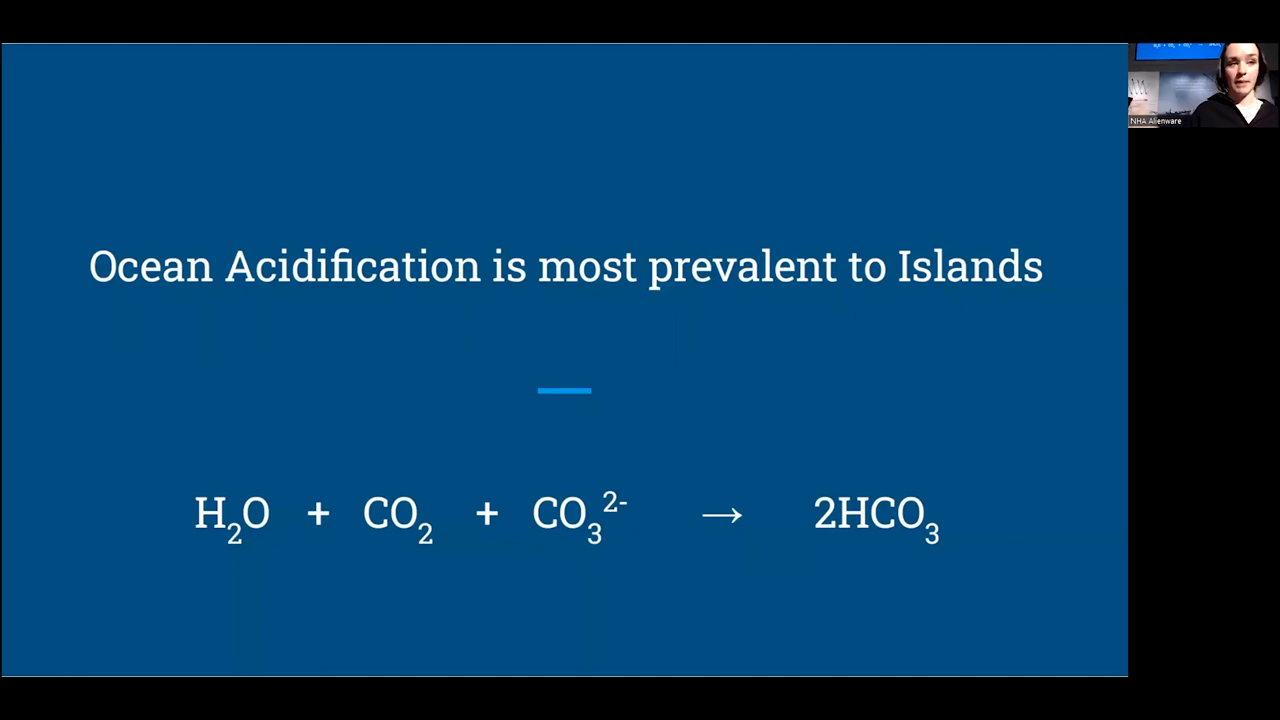 Ocean Acidification is most prevalent to Islands
H₂O + CO₂ + CO₃²⁻ → 2HCO₃
NHA Alienware